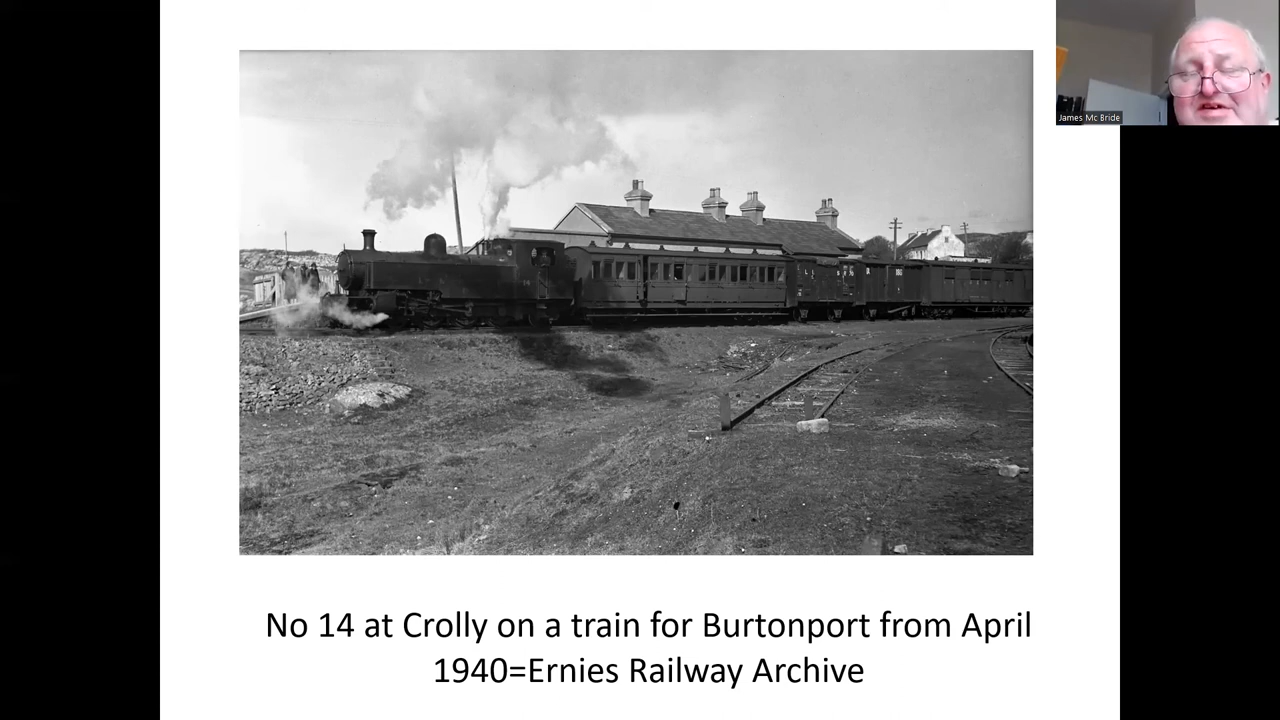 James Mc Bride
No 14 at Crolly on a train for Burtonport from April
1940=Ernies Railway Archive